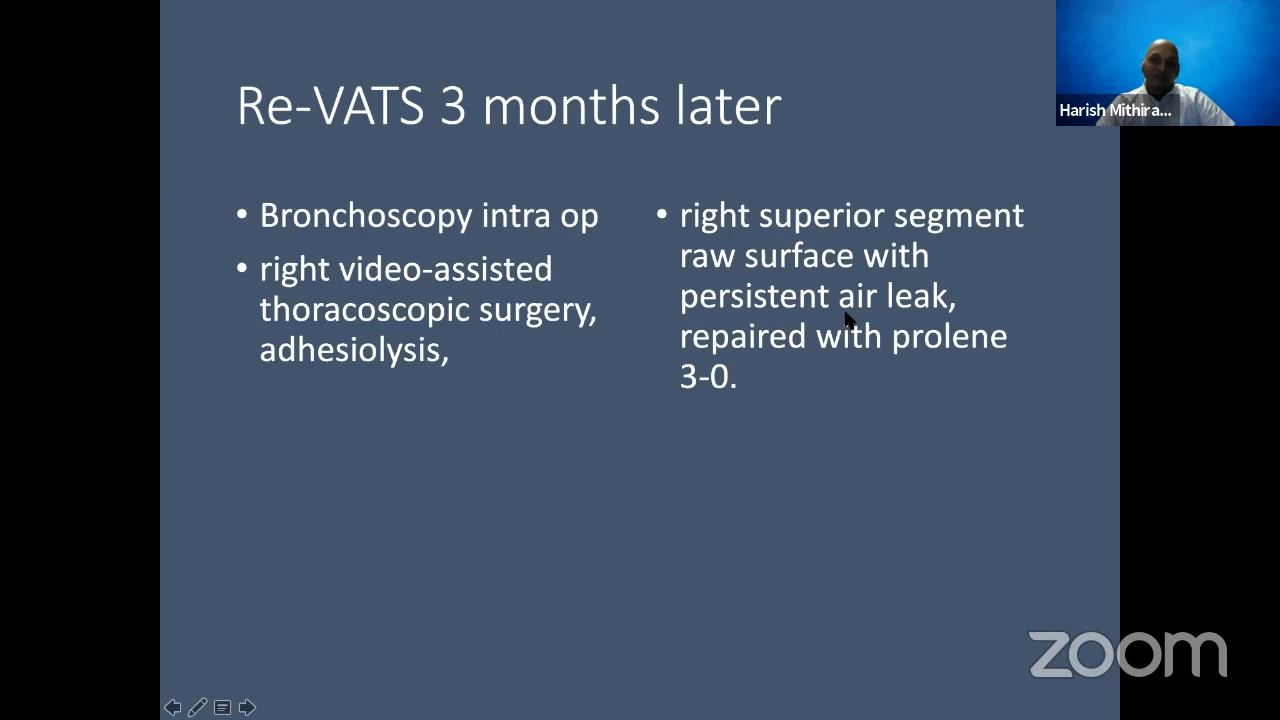 Re-VATS 3 months later
• Bronchoscopy intra op
• right video-assisted
thoracoscopic surgery,
adhesiolysis,
• right superior segment
raw surface with
persistent air leak,
repaired with prolene
3-0.
Harish Mithira...
zoom